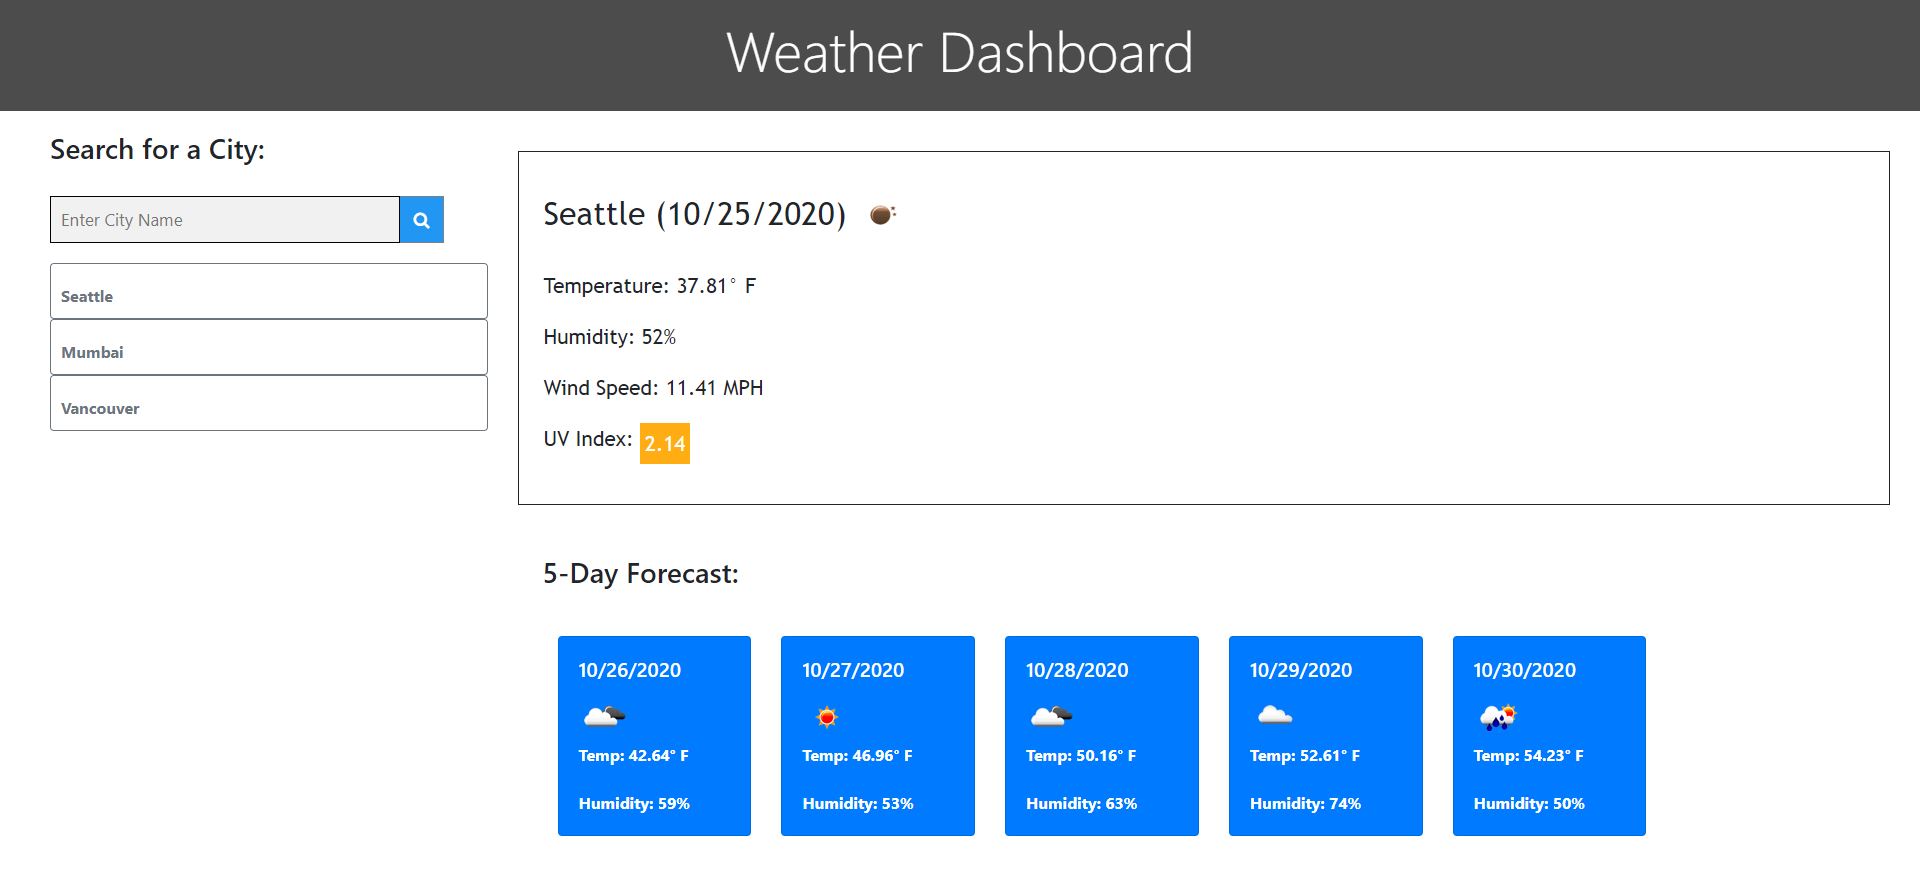 Weather Dashboard
Search for a City:
Enter City Name
Seattle
Mumbai
Vancouver
Seattle (10/25/2020)
Temperature: 37.81° F
Humidity: 52%
Wind Speed: 11.41 MPH
UV Index: 2.14
5-Day Forecast:
10/26/2020
Temp: 42.64° F
Humidity: 59%
10/27/2020
Temp: 46.96° F
Humidity: 53%
10/28/2020
Temp: 50.16° F
Humidity: 63%
10/29/2020
Temp: 52.61° F
Humidity: 74%
10/30/2020
Temp: 54.23° F
Humidity: 50%